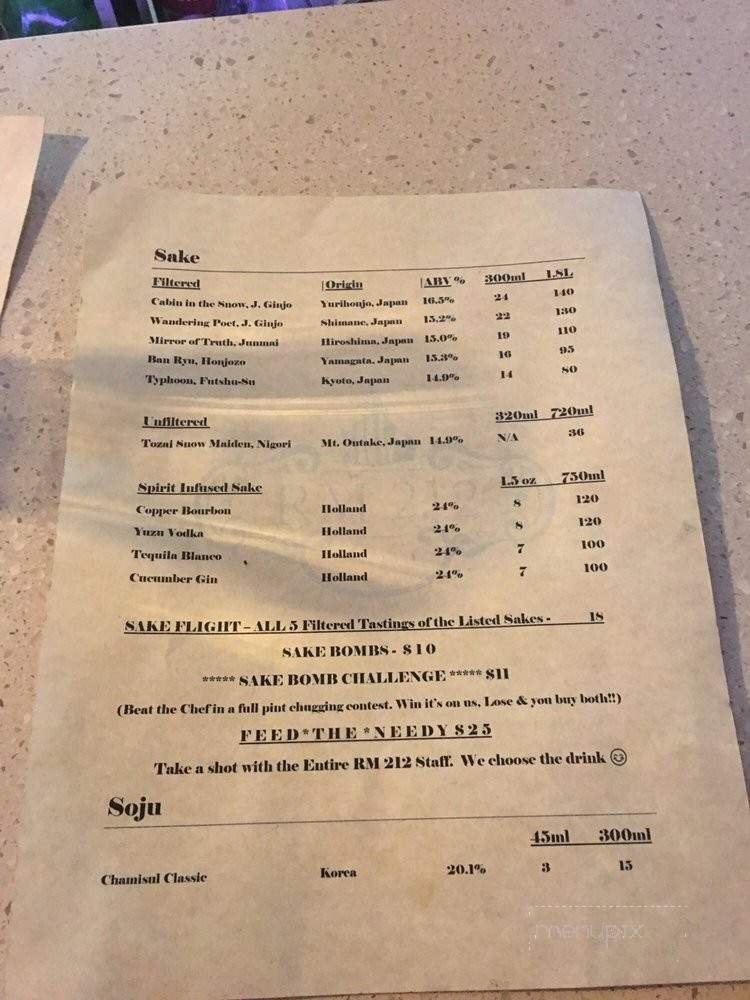 Sake
Filtered |Origin |ABV % 300ml 1.8L
Cabin in the Snow, J. Ginjo Yurihonjo, Japan 16.5% 24 140
Wandering Poet, J. Ginjo Shimane, Japan 15.2% 22 130
Mirror of Truth, Junmai Hiroshima, Japan 15.0% 19 110
Ban Ryu, Honjozo Yamagata, Japan 15.3% 16 95
Typhoon, Futshu-Su Kyoto, Japan 14.9% 14 80
Unfiltered 320ml 720ml
Tozai Snow Maiden, Nigori Mt. Ontake, Japan 14.9% N/A 36
Spirit Infused Sake 1.5 oz 750ml
Copper Bourbon Holland 24% 8 120
Yuzu Vodka Holland 24% 8 120
Tequila Blanco Holland 24% 7 100
Cucumber Gin Holland 24% 7 100
SAKE FLIGHT – ALL 5 Filtered Tastings of the Listed Sakes - 18
SAKE BOMBS - $10
***** SAKE BOMB CHALLENGE ***** $11
(Beat the Chef in a full pint chugging contest. Win it's on us, Lose & you buy both!!)
FEED*THE *NEEDY $25
Take a shot with the Entire RM 212 Staff. We choose the drink ☺
Soju
45ml 300ml
Chamisul Classic Korea 20.1% 3 15
RM 212
menupix